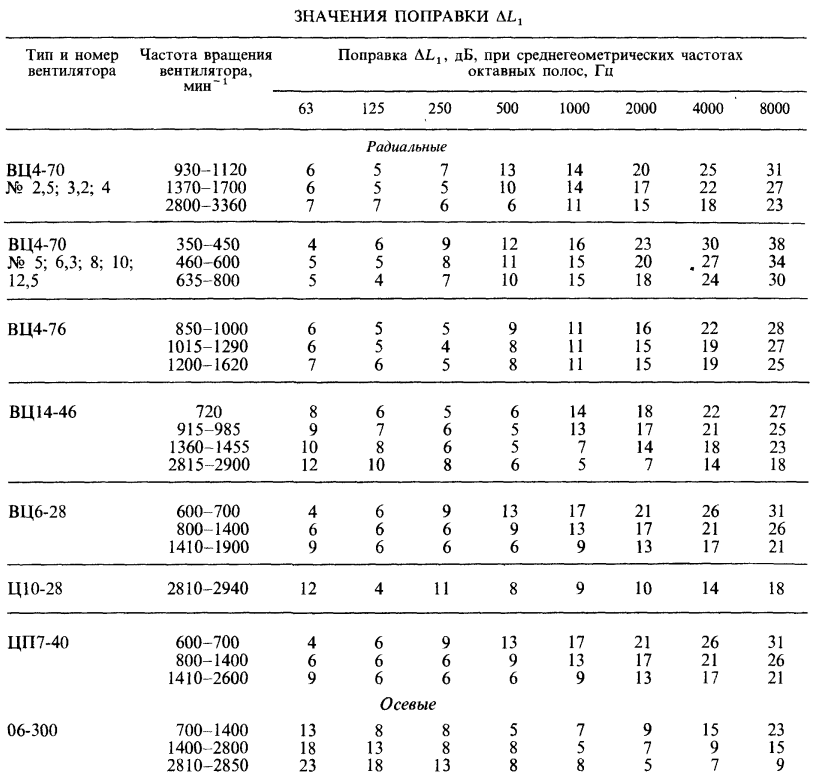 ЗНАЧЕНИЯ ПОПРАВКИ ΔL₁
Тип и номер Частота вращения Поправка ΔL₁, дБ, при среднегеометрических частотах
вентилятора вентилятора, октавных полос, Гц
мин⁻¹
63 125 250 500 1000 2000 4000 8000
Радиальные
ВЦ4-70 930–1120 6 5 7 13 14 20 25 31
№ 2,5; 3,2; 4 1370–1700 6 5 5 10 14 17 22 27
2800–3360 7 7 6 6 11 15 18 23
ВЦ4-70 350–450 4 6 9 12 16 23 30 38
№ 5; 6,3; 8; 10; 460–600 5 5 8 11 15 20 27 34
12,5 635–800 5 4 7 10 15 18 24 30
ВЦ4-76 850–1000 6 5 5 9 11 16 22 28
1015–1290 6 5 4 8 11 15 19 27
1200–1620 7 6 5 8 11 15 19 25
ВЦ14-46 720 8 6 5 6 14 18 22 27
915–985 9 7 6 5 13 17 21 25
1360–1455 10 8 6 5 7 14 18 23
2815–2900 12 10 8 6 5 7 14 18
ВЦ6-28 600–700 4 6 9 13 17 21 26 31
800–1400 6 6 6 9 13 17 21 26
1410–1900 9 6 6 6 9 13 17 21
Ц10-28 2810–2940 12 4 11 8 9 10 14 18
ЦП7-40 600–700 4 6 9 13 17 21 26 31
800–1400 6 6 6 9 13 17 21 26
1410–2600 9 6 6 6 9 13 17 21
Осевые
06-300 700–1400 13 8 8 5 7 9 15 23
1400–2800 18 13 8 8 5 7 9 15
2810–2850 23 18 13 8 8 5 7 9